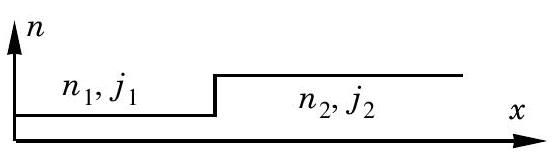 n
n₁, j₁
n₂, j₂
x